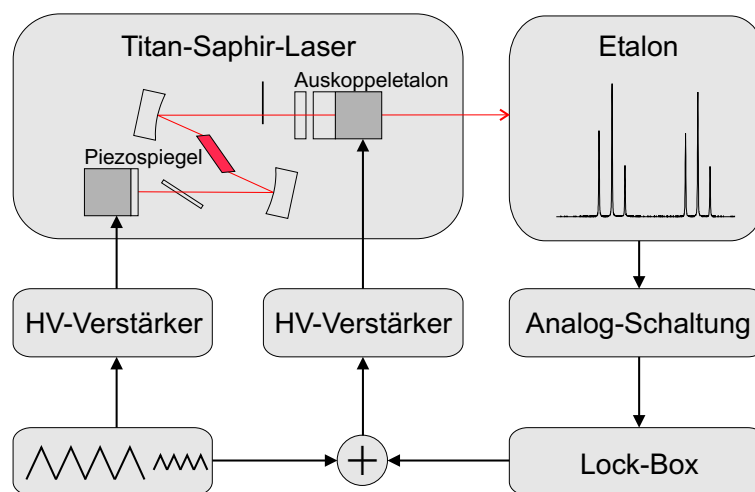 Titan-Saphir-Laser
Auskoppeletalon
Piezospiegel
Etalon
HV-Verstärker
HV-Verstärker
Analog-Schaltung
Lock-Box